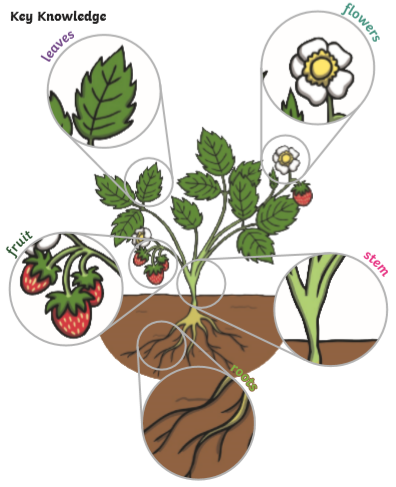 Key Knowledge
leaves
flowers
fruit
stem
roots